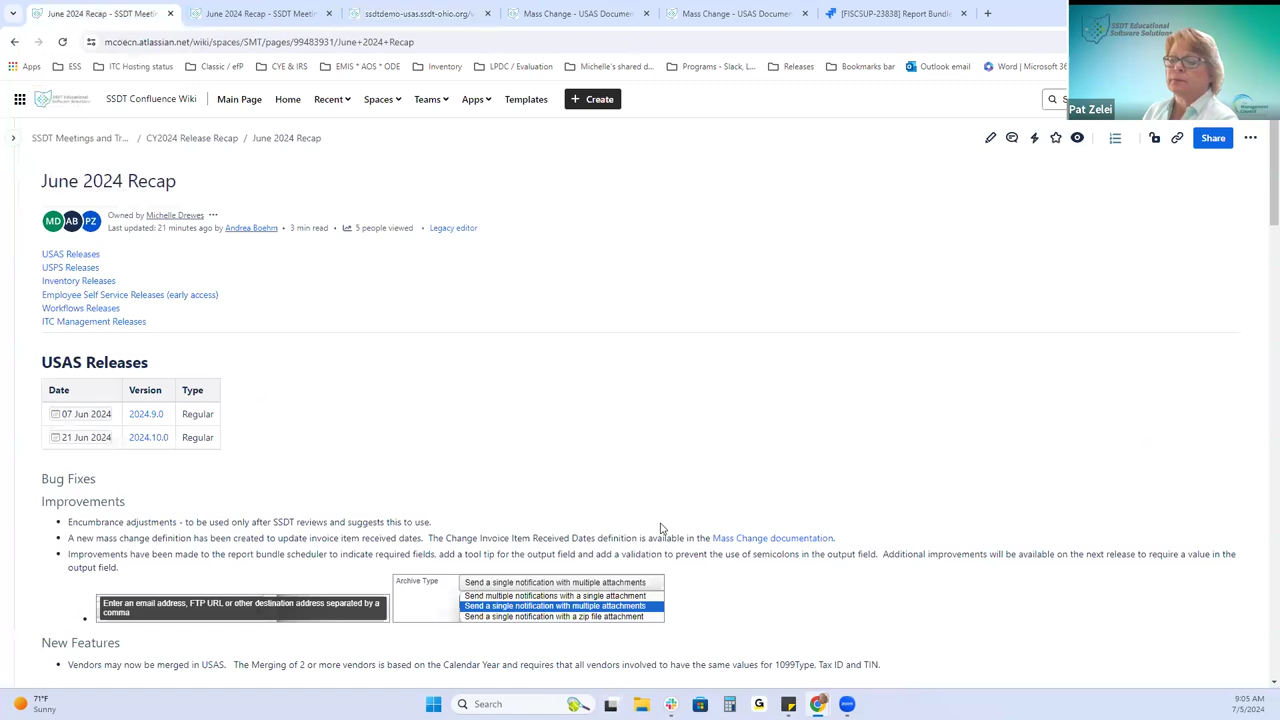 June 2024 Recap - SSDT Meetin
June 2024 Recap - SSDT Meetin
ssdtdemo-usas.ssdt-ohio.org/
Mass Change - USAS Documen
Mass Change - USAS Documen
[FISCSUP-23838] Report Bundle
mcoecn.atlassian.net/wiki/spaces/SMT/pages/99483931/June+2024+Recap
Apps
ESS
ITC Hosting status
Classic / efP
CYE & IRS
EMIS * AOS * ODE
Inventory
LPDC / Evaluation
Michelle's shared d...
Programs - Slack, L...
Releases
Bookmarks bar
Outlook email
Word | Microsoft 36
SSDT Educational
Software Solutions
Management
Council
Pat Zelei
SSDT Confluence Wiki
Main Page
Home
Recent
Spaces
Teams
Apps
Templates
+ Create
SSDT Meetings and Tr... / CY2024 Release Recap / June 2024 Recap
Share
June 2024 Recap
MD AB PZ
Owned by Michelle Drewes
Last updated: 21 minutes ago by Andrea Boehm • 3 min read • 5 people viewed • Legacy editor
USAS Releases
USPS Releases
Inventory Releases
Employee Self Service Releases (early access)
Workflows Releases
ITC Management Releases
USAS Releases
Date Version Type
07 Jun 2024 2024.9.0 Regular
21 Jun 2024 2024.10.0 Regular
Bug Fixes
Improvements
• Encumbrance adjustments - to be used only after SSDT reviews and suggests this to use.
• A new mass change definition has been created to update invoice item received dates. The Change Invoice Item Received Dates definition is available in the Mass Change documentation.
• Improvements have been made to the report bundle scheduler to indicate required fields, add a tool tip for the output field and add a validation to prevent the use of semicolons in the output field. Additional improvements will be available on the next release to require a value in the
output field.
Archive Type
Send a single notification with multiple attachments
Send multiple notifications with a single attachment
Send a single notification with multiple attachments
Send a single notification with a zip file attachment
Enter an email address, FTP URL or other destination address separated by a
comma
New Features
• Vendors may now be merged in USAS. The Merging of 2 or more vendors is based on the Calendar Year and requires that all vendors involved to have the same values for 1099Type, Tax ID and TIN.
71°F
Sunny
Search
9:05 AM
7/5/2024